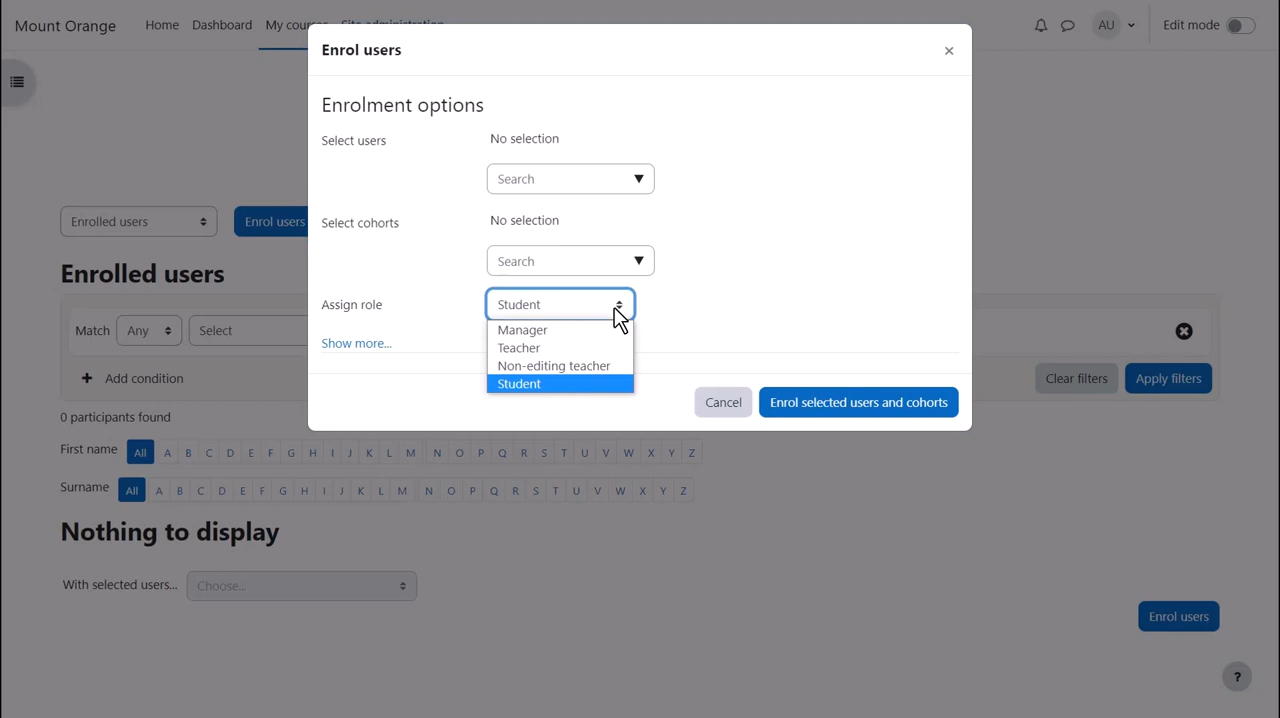 Mount Orange
Home
Dashboard
My courses
Site administration
AU
Edit mode
Enrol users
×
Enrolment options
Select users
No selection
Search
Select cohorts
No selection
Search
Assign role
Student
Manager
Teacher
Non-editing teacher
Student
Show more...
Cancel
Enrol selected users and cohorts
Enrolled users
Enrol users
Enrolled users
Match
Any
Select
Add condition
Clear filters
Apply filters
0 participants found
First name All A B C D E F G H I J K L M N O P Q R S T U V W X Y Z
Surname All A B C D E F G H I J K L M N O P Q R S T U V W X Y Z
Nothing to display
With selected users...
Choose...
Enrol users
?